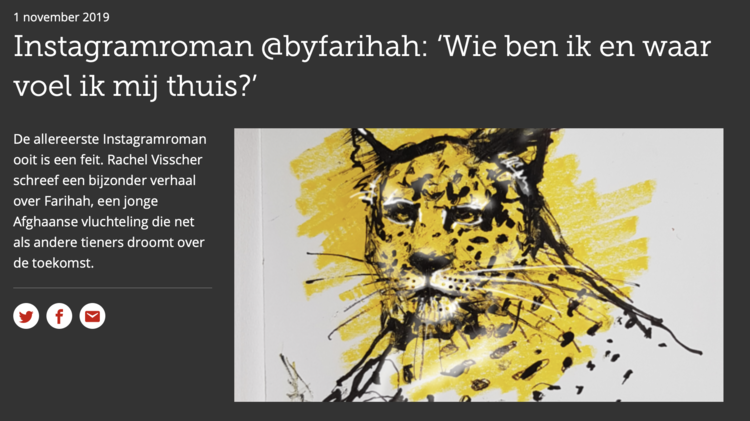 1 november 2019
Instagramroman @byfarihah: ‘Wie ben ik en waar
voel ik mij thuis?’
De allereerste Instagramroman
ooit is een feit. Rachel Visscher
schreef een bijzonder verhaal
over Farihah, een jonge
Afghaanse vluchteling die net
als andere tieners droomt over
de toekomst.